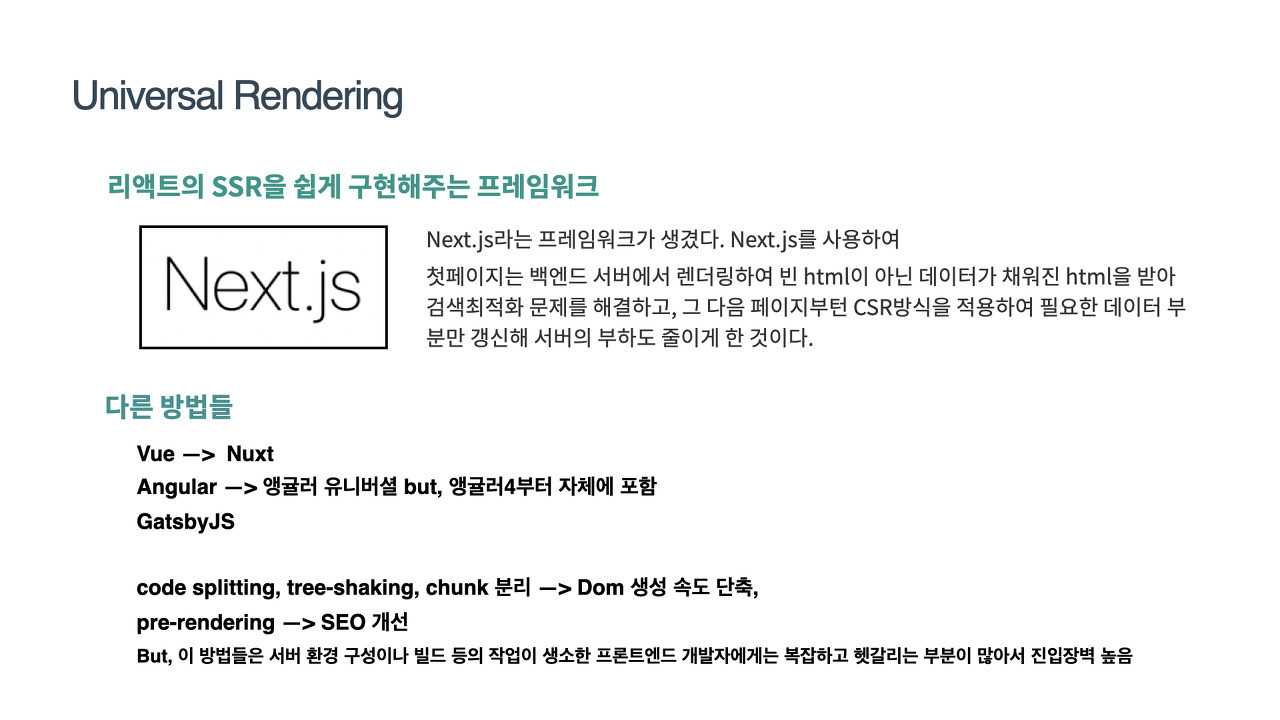 Universal Rendering
리액트의 SSR을 쉽게 구현해주는 프레임워크
Next.js
Next.js라는 프레임워크가 생겼다. Next.js를 사용하여
첫페이지는 백엔드 서버에서 렌더링하여 빈 html이 아닌 데이터가 채워진 html을 받아
검색최적화 문제를 해결하고, 그 다음 페이지부턴 CSR방식을 적용하여 필요한 데이터 부
분만 갱신해 서버의 부하도 줄이게 한 것이다.
다른 방법들
Vue —> Nuxt
Angular —> 앵귤러 유니버셜 but, 앵귤러4부터 자체에 포함
GatsbyJS
code splitting, tree-shaking, chunk 분리 —> Dom 생성 속도 단축,
pre-rendering —> SEO 개선
But, 이 방법들은 서버 환경 구성이나 빌드 등의 작업이 생소한 프론트엔드 개발자에게는 복잡하고 헷갈리는 부분이 많아서 진입장벽 높음